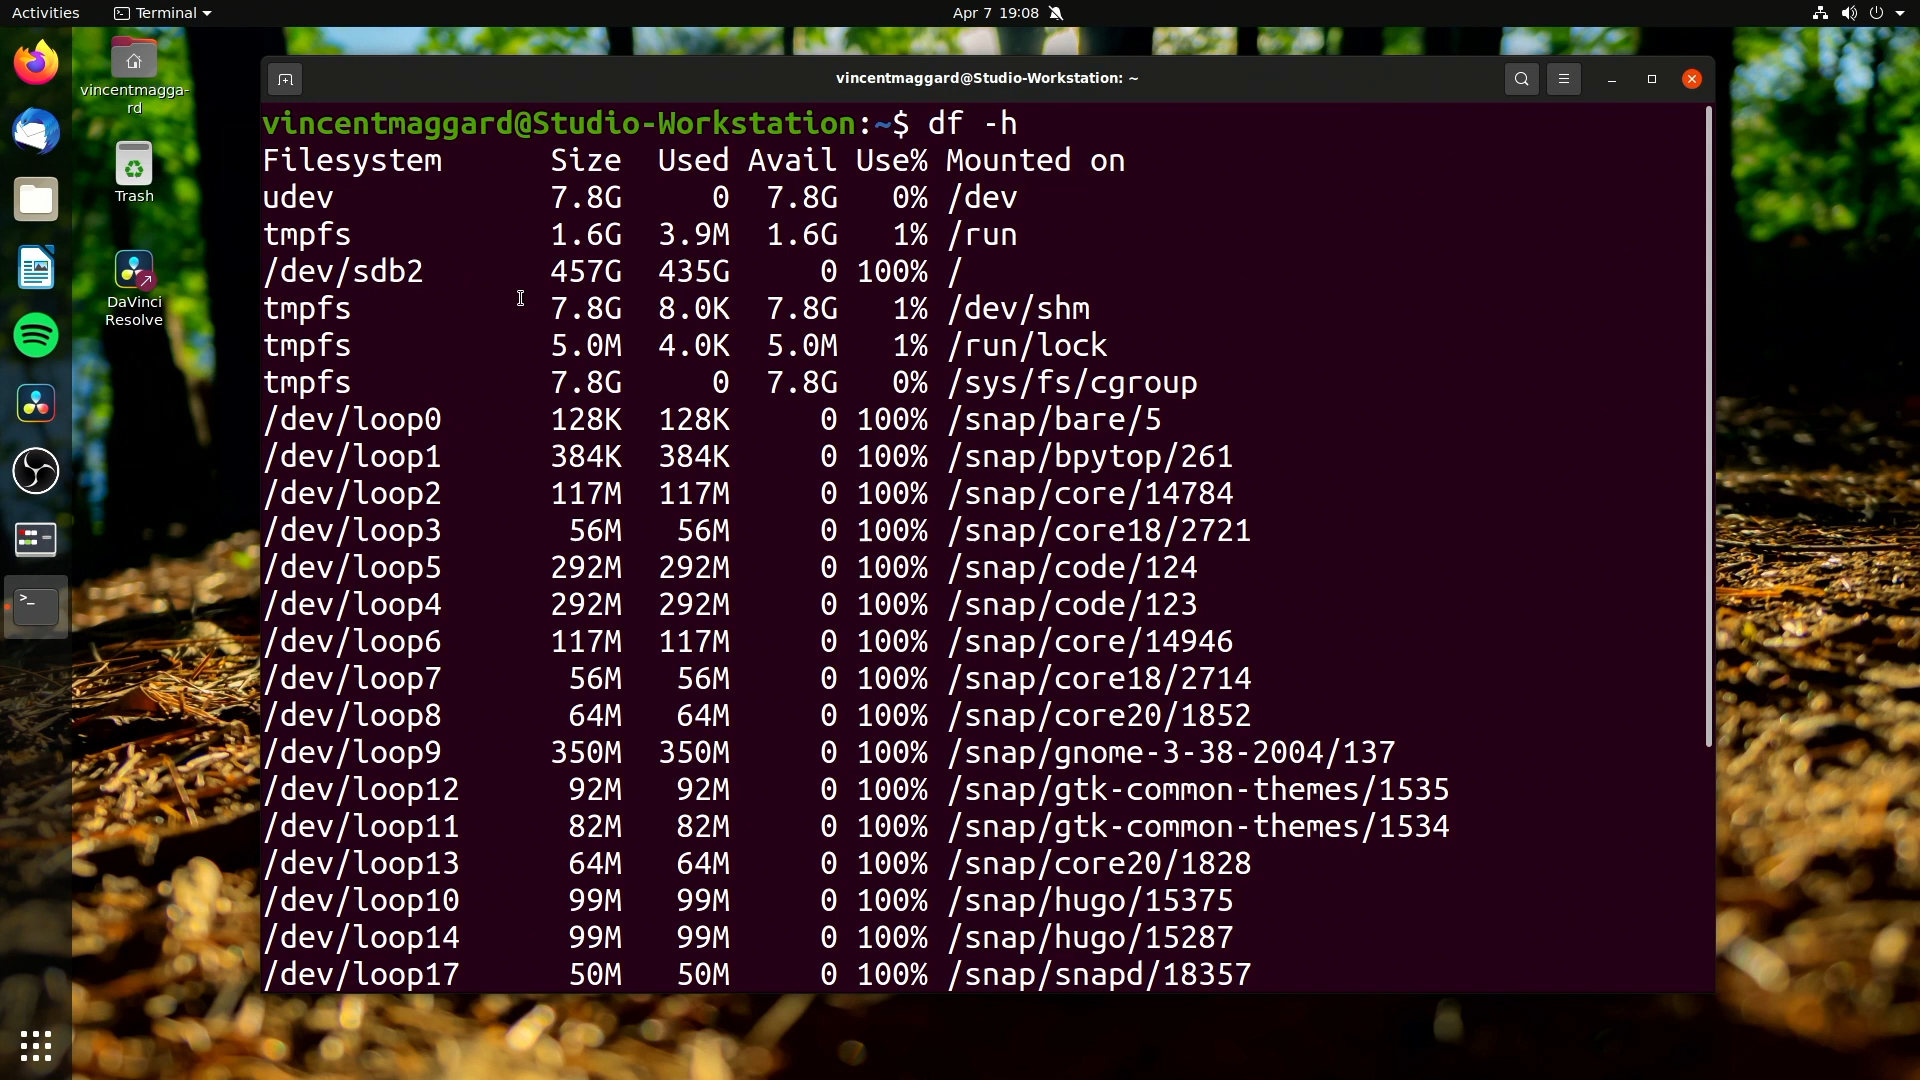 Activities Terminal Apr 7 19:08
vincentmagga-
rd
Trash
DaVinci
Resolve
vincentmaggard@Studio-Workstation: ~
vincentmaggard@Studio-Workstation:~$ df -h
Filesystem Size Used Avail Use% Mounted on
udev 7.8G 0 7.8G 0% /dev
tmpfs 1.6G 3.9M 1.6G 1% /run
/dev/sdb2 457G 435G 0 100% /
tmpfs 7.8G 8.0K 7.8G 1% /dev/shm
tmpfs 5.0M 4.0K 5.0M 1% /run/lock
tmpfs 7.8G 0 7.8G 0% /sys/fs/cgroup
/dev/loop0 128K 128K 0 100% /snap/bare/5
/dev/loop1 384K 384K 0 100% /snap/bpytop/261
/dev/loop2 117M 117M 0 100% /snap/core/14784
/dev/loop3 56M 56M 0 100% /snap/core18/2721
/dev/loop5 292M 292M 0 100% /snap/code/124
/dev/loop4 292M 292M 0 100% /snap/code/123
/dev/loop6 117M 117M 0 100% /snap/core/14946
/dev/loop7 56M 56M 0 100% /snap/core18/2714
/dev/loop8 64M 64M 0 100% /snap/core20/1852
/dev/loop9 350M 350M 0 100% /snap/gnome-3-38-2004/137
/dev/loop12 92M 92M 0 100% /snap/gtk-common-themes/1535
/dev/loop11 82M 82M 0 100% /snap/gtk-common-themes/1534
/dev/loop13 64M 64M 0 100% /snap/core20/1828
/dev/loop10 99M 99M 0 100% /snap/hugo/15375
/dev/loop14 99M 99M 0 100% /snap/hugo/15287
/dev/loop17 50M 50M 0 100% /snap/snapd/18357